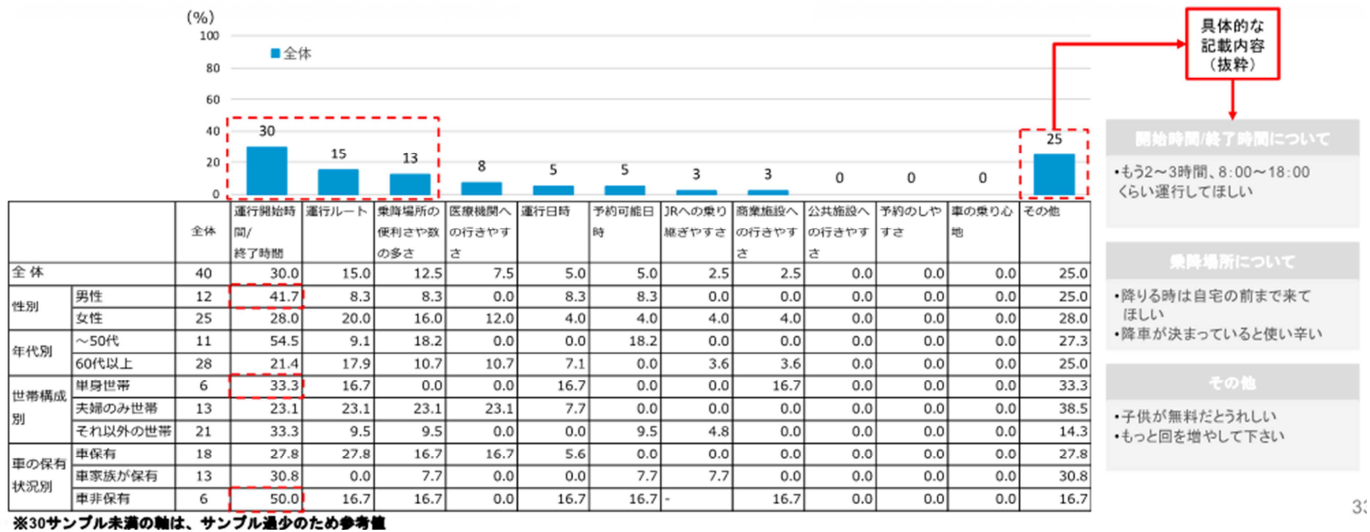 （%）
100
80
60
40
20
0
■全体
30
15
13
8
5
5
3
3
0
0
0
25
具体的な
記載内容
（抜粋）
全体
運行開始時間/終了時間
運行ルート
乗降場所の便利さや数の多さ
医療機関への行きやすさ
運行日時
予約可能日時
JRへの乗り継ぎやすさ
商業施設への行きやすさ
公共施設への行きやすさ
予約のしやすさ
車の乗り心地
その他
全 体 40 30.0 15.0 12.5 7.5 5.0 5.0 2.5 2.5 0.0 0.0 0.0 25.0
性別
男性 12 41.7 8.3 8.3 0.0 8.3 8.3 0.0 0.0 0.0 0.0 0.0 25.0
女性 25 28.0 20.0 16.0 12.0 4.0 4.0 4.0 4.0 0.0 0.0 0.0 28.0
年代別
～50代 11 54.5 9.1 18.2 0.0 0.0 18.2 0.0 0.0 0.0 0.0 0.0 27.3
60代以上 28 21.4 17.9 10.7 10.7 7.1 0.0 3.6 3.6 0.0 0.0 0.0 25.0
世帯構成別
単身世帯 6 33.3 16.7 0.0 0.0 16.7 0.0 0.0 16.7 0.0 0.0 0.0 33.3
夫婦のみ世帯 13 23.1 23.1 23.1 23.1 7.7 0.0 0.0 0.0 0.0 0.0 0.0 38.5
それ以外の世帯 21 33.3 9.5 9.5 0.0 0.0 9.5 4.8 0.0 0.0 0.0 0.0 14.3
車の保有状況別
車保有 18 27.8 27.8 16.7 16.7 5.6 0.0 0.0 0.0 0.0 0.0 0.0 27.8
車家族が保有 13 30.8 0.0 7.7 0.0 0.0 7.7 7.7 0.0 0.0 0.0 0.0 30.8
車非保有 6 50.0 16.7 16.7 0.0 16.7 16.7 - 16.7 0.0 0.0 0.0 16.7
※30サンプル未満の軸は、サンプル過少のため参考値
開始時間/終了時間について
•もう2～3時間、8:00～18:00
くらい運行してほしい
乗降場所について
•降りる時は自宅の前まで来て
ほしい
•降車が決まっていると使い辛い
その他
•子供が無料だとうれしい
•もっと回を増やして下さい